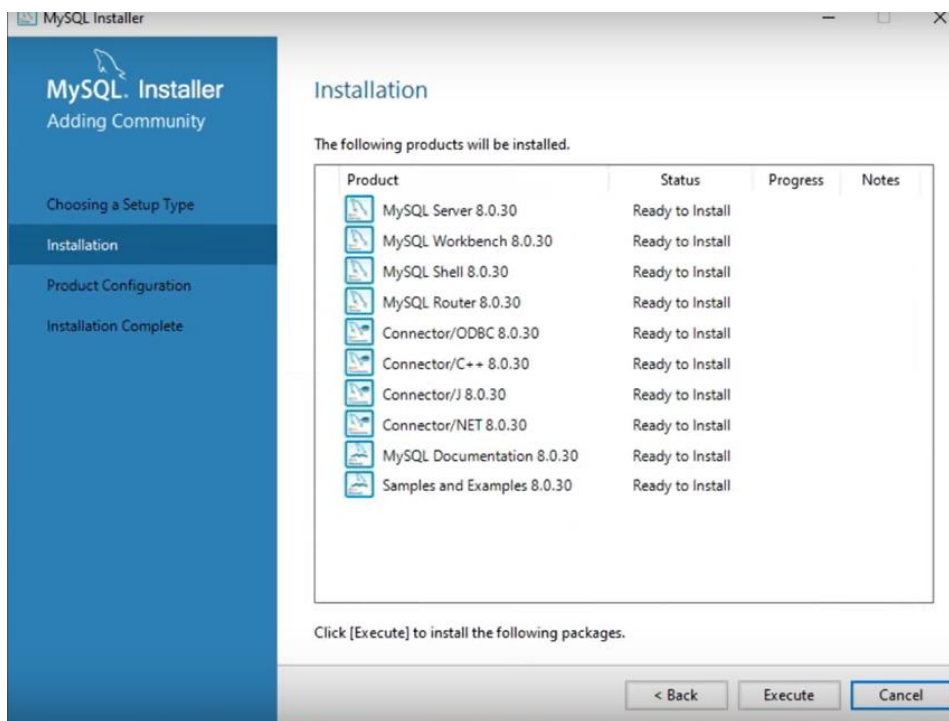 MySQL Installer
MySQL. Installer
Adding Community
Choosing a Setup Type
Installation
Product Configuration
Installation Complete
Installation
The following products will be installed.
Product Status Progress Notes
MySQL Server 8.0.30 Ready to Install
MySQL Workbench 8.0.30 Ready to Install
MySQL Shell 8.0.30 Ready to Install
MySQL Router 8.0.30 Ready to Install
Connector/ODBC 8.0.30 Ready to Install
Connector/C++ 8.0.30 Ready to Install
Connector/J 8.0.30 Ready to Install
Connector/NET 8.0.30 Ready to Install
MySQL Documentation 8.0.30 Ready to Install
Samples and Examples 8.0.30 Ready to Install
Click [Execute] to install the following packages.
< Back Execute Cancel